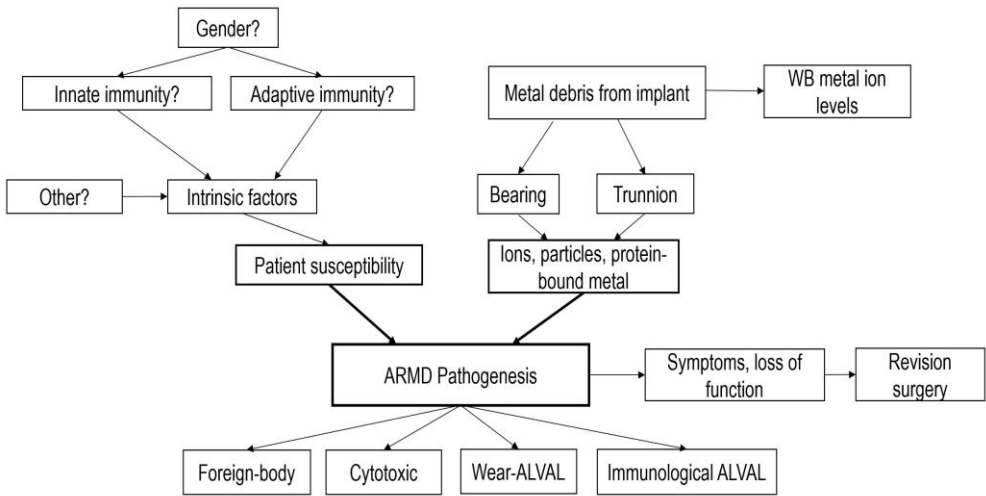 Gender?
Innate immunity?
Adaptive immunity?
Metal debris from implant
WB metal ion
levels
Other?
Intrinsic factors
Bearing
Trunnion
Patient susceptibility
Ions, particles, protein-
bound metal
ARMD Pathogenesis
Symptoms, loss of
function
Revision
surgery
Foreign-body
Cytotoxic
Wear-ALVAL
Immunological ALVAL